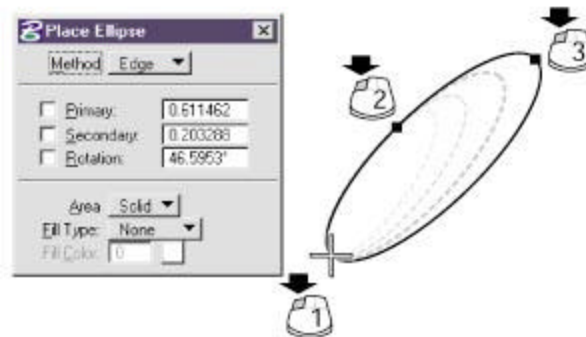 Place Ellipse
Method Edge
Primary: 0.611462
Secondary: 0.203288
Rotation: 46.5953°
Area Solid
Fill Type: None
Fill Color: 0
1
2
3